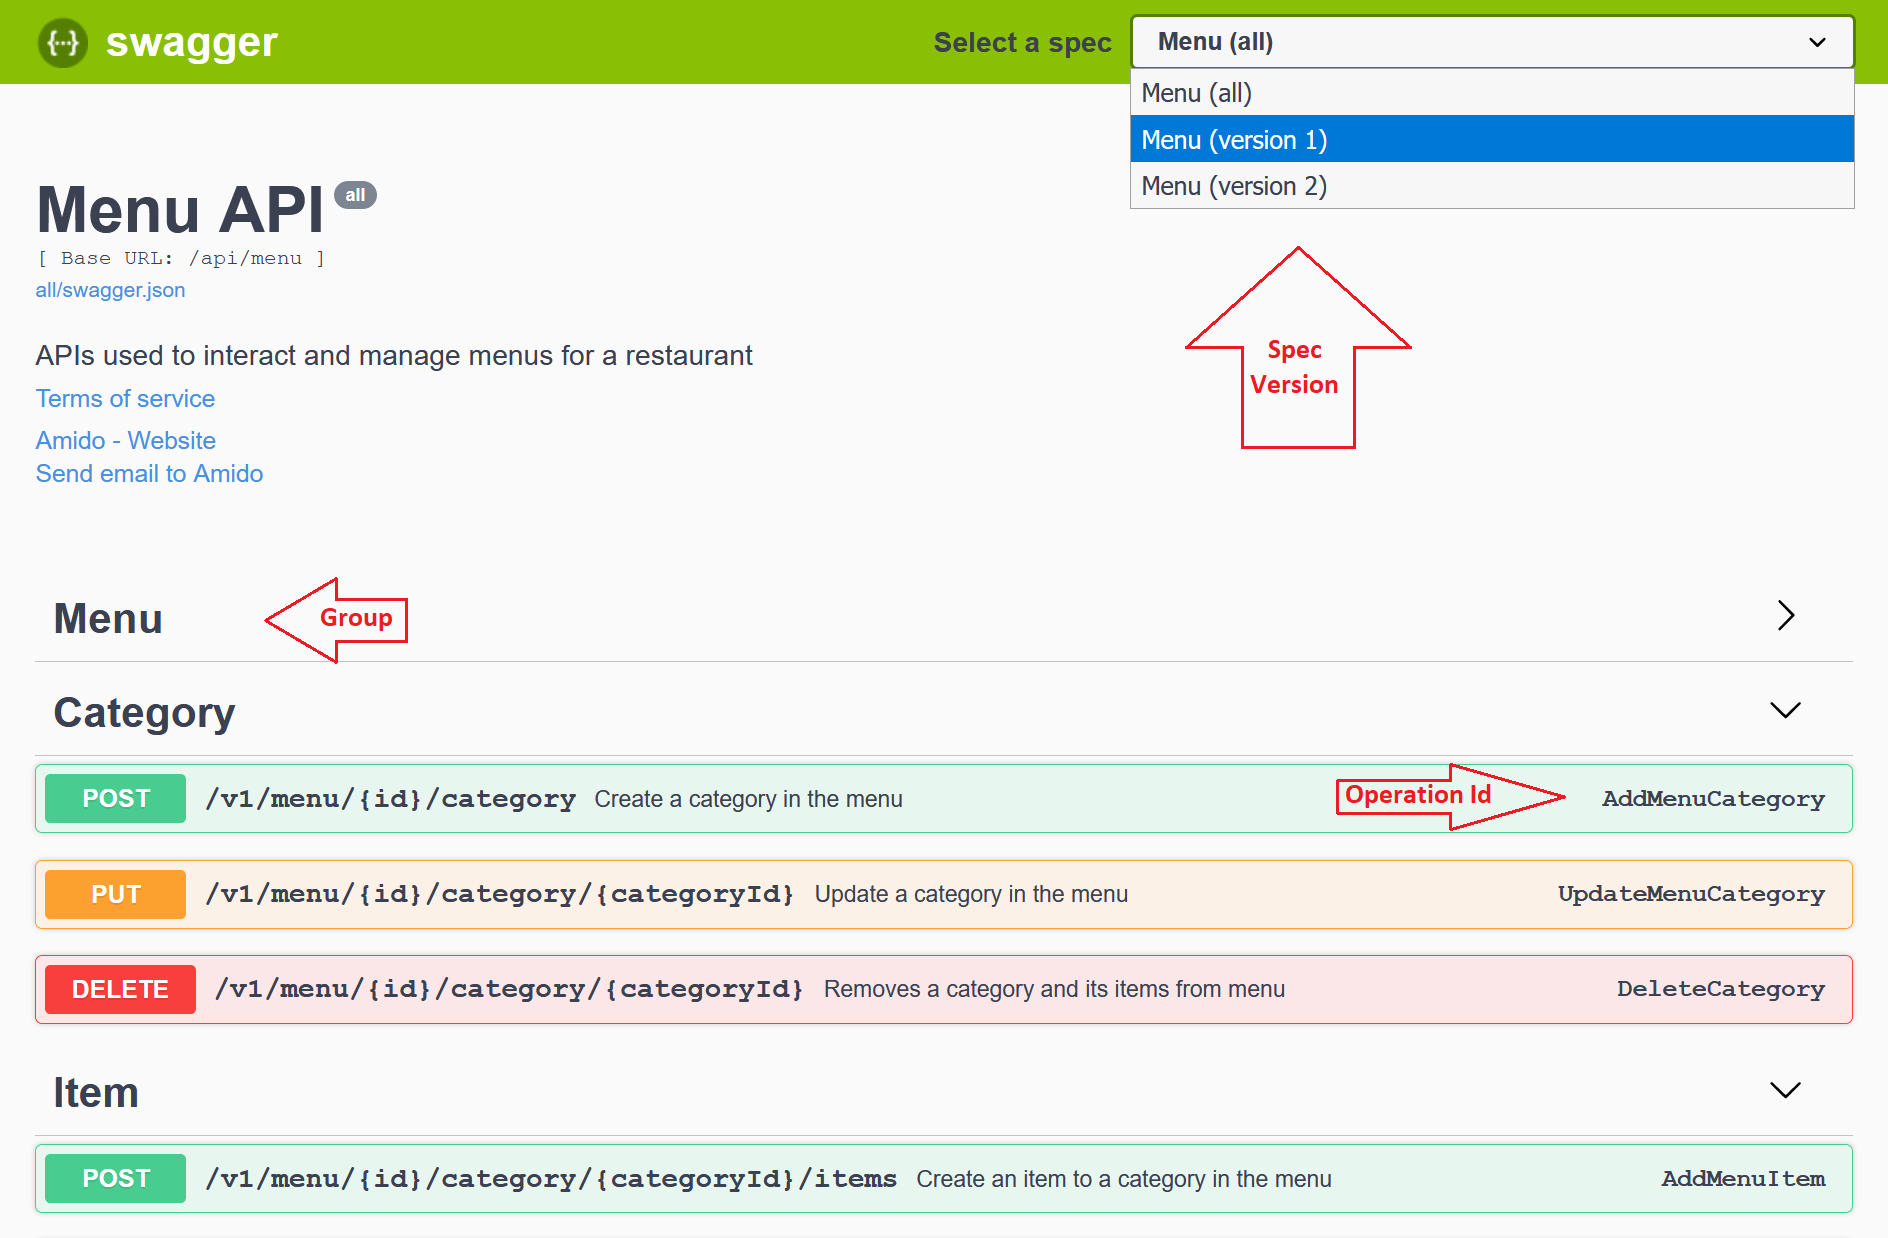 {···} swagger
Select a spec
Menu (all)
Menu (all)
Menu (version 1)
Menu (version 2)
Menu API all
[ Base URL: /api/menu ]
all/swagger.json
APIs used to interact and manage menus for a restaurant
Terms of service
Amido - Website
Send email to Amido
Spec
Version
Menu
Group
Category
POST /v1/menu/{id}/category Create a category in the menu Operation Id AddMenuCategory
PUT /v1/menu/{id}/category/{categoryId} Update a category in the menu UpdateMenuCategory
DELETE /v1/menu/{id}/category/{categoryId} Removes a category and its items from menu DeleteCategory
Item
POST /v1/menu/{id}/category/{categoryId}/items Create an item to a category in the menu AddMenuItem